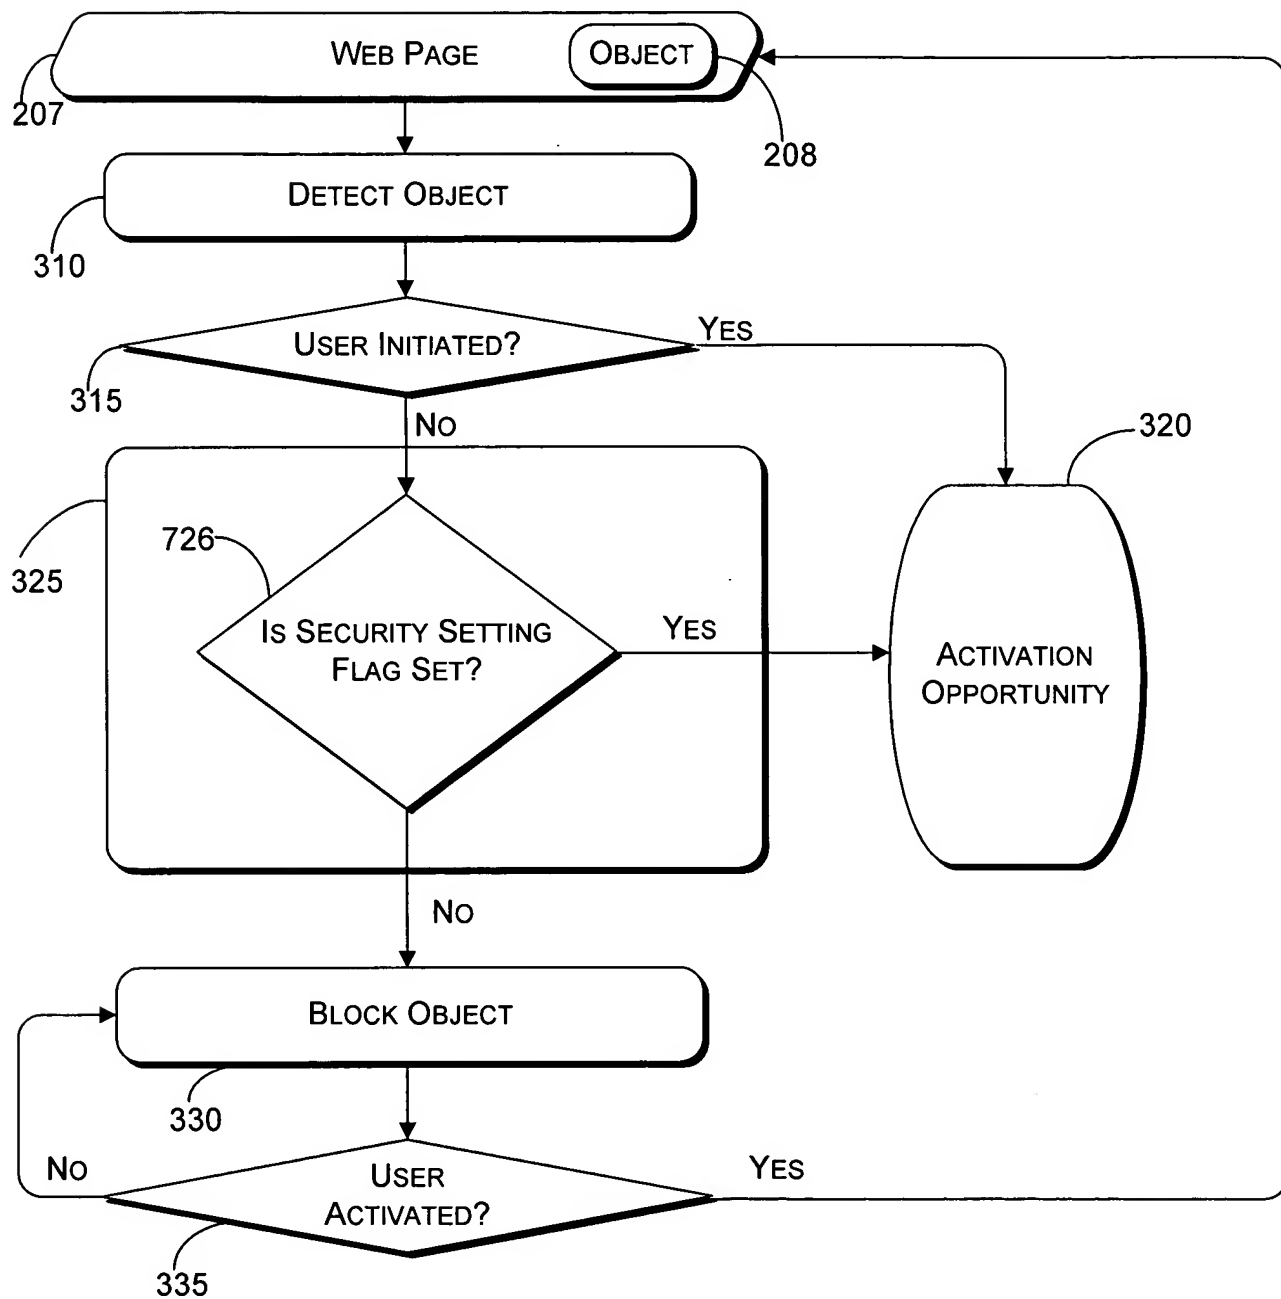 WEB PAGE
OBJECT
207
208
DETECT OBJECT
310
USER INITIATED?
YES
315
NO
320
325
726
IS SECURITY SETTING
FLAG SET?
YES
ACTIVATION
OPPORTUNITY
NO
BLOCK OBJECT
330
NO
USER
ACTIVATED?
YES
335